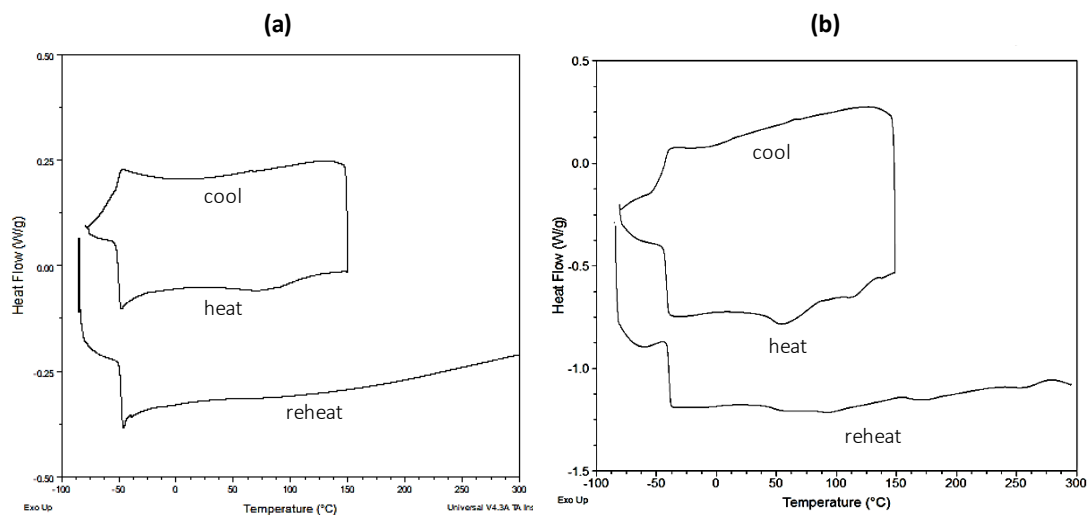 (a)
0.50
0.25
0.00
-0.25
-0.50
Heat Flow (W/g)
cool
heat
reheat
-100 -50 0 50 100 150 200 250 300
Exo Up Temperature (°C) Universal V4.3A TA Ins
(b)
0.5
0.0
-0.5
-1.0
-1.5
Heat Flow (W/g)
cool
heat
reheat
-100 -50 0 50 100 150 200 250 300
Exo Up Temperature (°C)